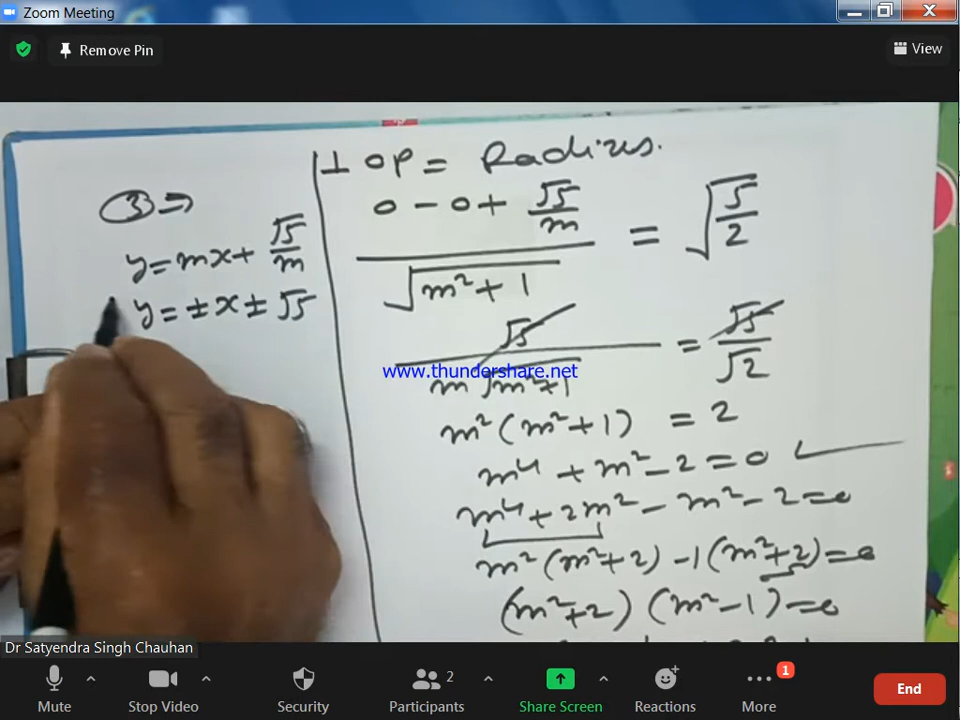 Zoom Meeting
Remove Pin
View
⊥ OP = Radius.
③ ⇒
y = mx + √5/m
y = ± x ± √5
(0 - 0 + √5/m) / √(m² + 1) = √(5/2)
√5 / (m √(m² + 1)) = √5/√2
www.thundershare.net
m² (m² + 1) = 2
m⁴ + m² - 2 = 0
m⁴ + 2m² - m² - 2 = 0
m² (m² + 2) - 1 (m² + 2) = 0
(m² + 2) (m² - 1) = 0
Dr Satyendra Singh Chauhan
Mute
Stop Video
Security
2
Participants
Share Screen
Reactions
1
More
End